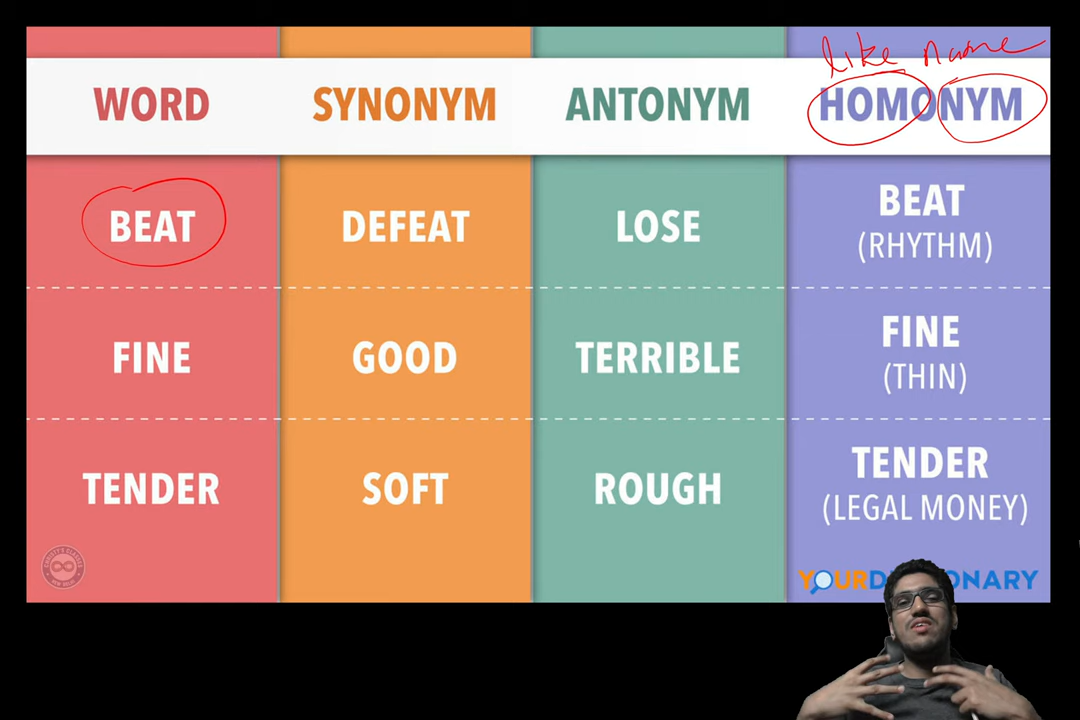 like name
WORD SYNONYM ANTONYM HOMONYM
BEAT DEFEAT LOSE BEAT
(RHYTHM)
FINE GOOD TERRIBLE FINE
(THIN)
TENDER SOFT ROUGH TENDER
(LEGAL MONEY)